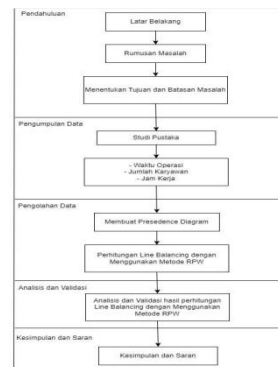 Pendahuluan
Latar Belakang
Rumusan Masalah
Menentukan Tujuan dan Batasan Masalah
Pengumpulan Data
Studi Pustaka
- Waktu Operasi
- Jumlah Karyawan
- Jam Kerja
Pengolahan Data
Membuat Presedence Diagram
Perhitungan Line Balancing dengan
Menggunakan Metode RPW
Analisis dan Validasi
Analisis dan Validasi hasil perhitungan
Line Balancing dengan Menggunakan
Metode RPW
Kesimpulan dan Saran
Kesimpulan dan Saran